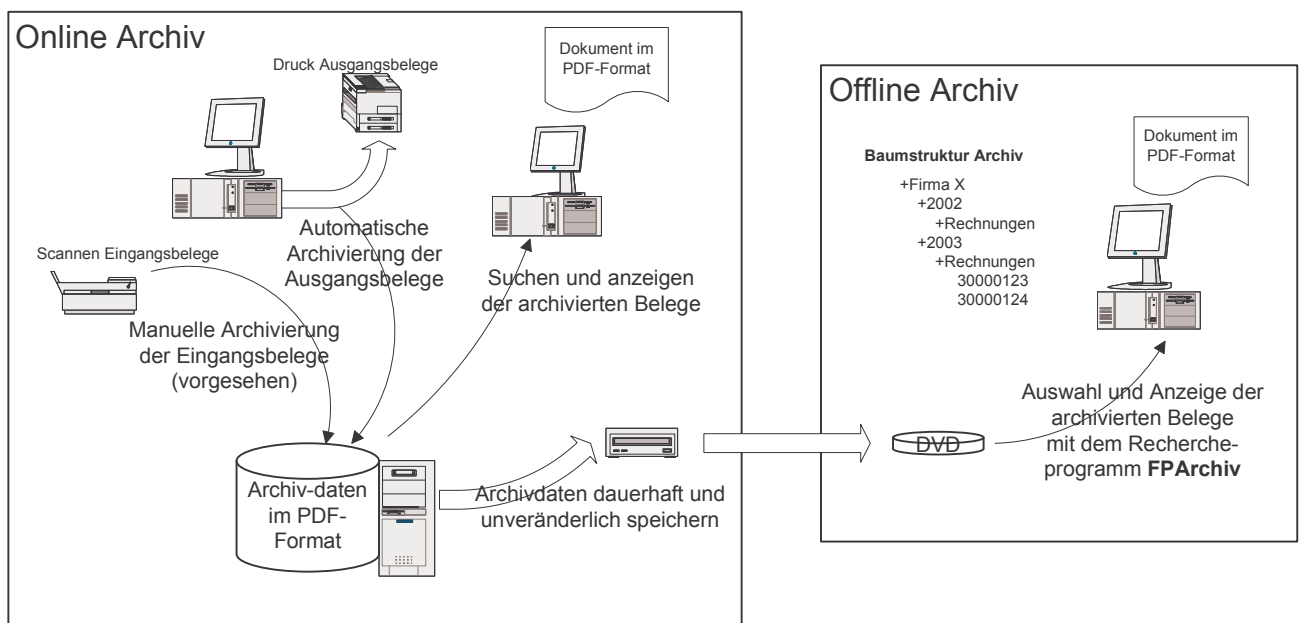 Online Archiv
Druck Ausgangsbelege
Dokument im
PDF-Format
Automatische
Archivierung der
Ausgangsbelege
Scannen Eingangsbelege
Suchen und anzeigen
der archivierten Belege
Manuelle Archivierung
der Eingangsbelege
(vorgesehen)
Archiv-daten
im PDF-
Format
Archivdaten dauerhaft und
unveränderlich speichern
Offline Archiv
Dokument im
PDF-Format
Baumstruktur Archiv
+Firma X
+2002
+Rechnungen
+2003
+Rechnungen
30000123
30000124
DVD
Auswahl und Anzeige der
archivierten Belege
mit dem Recherche-
programm FPArchiv